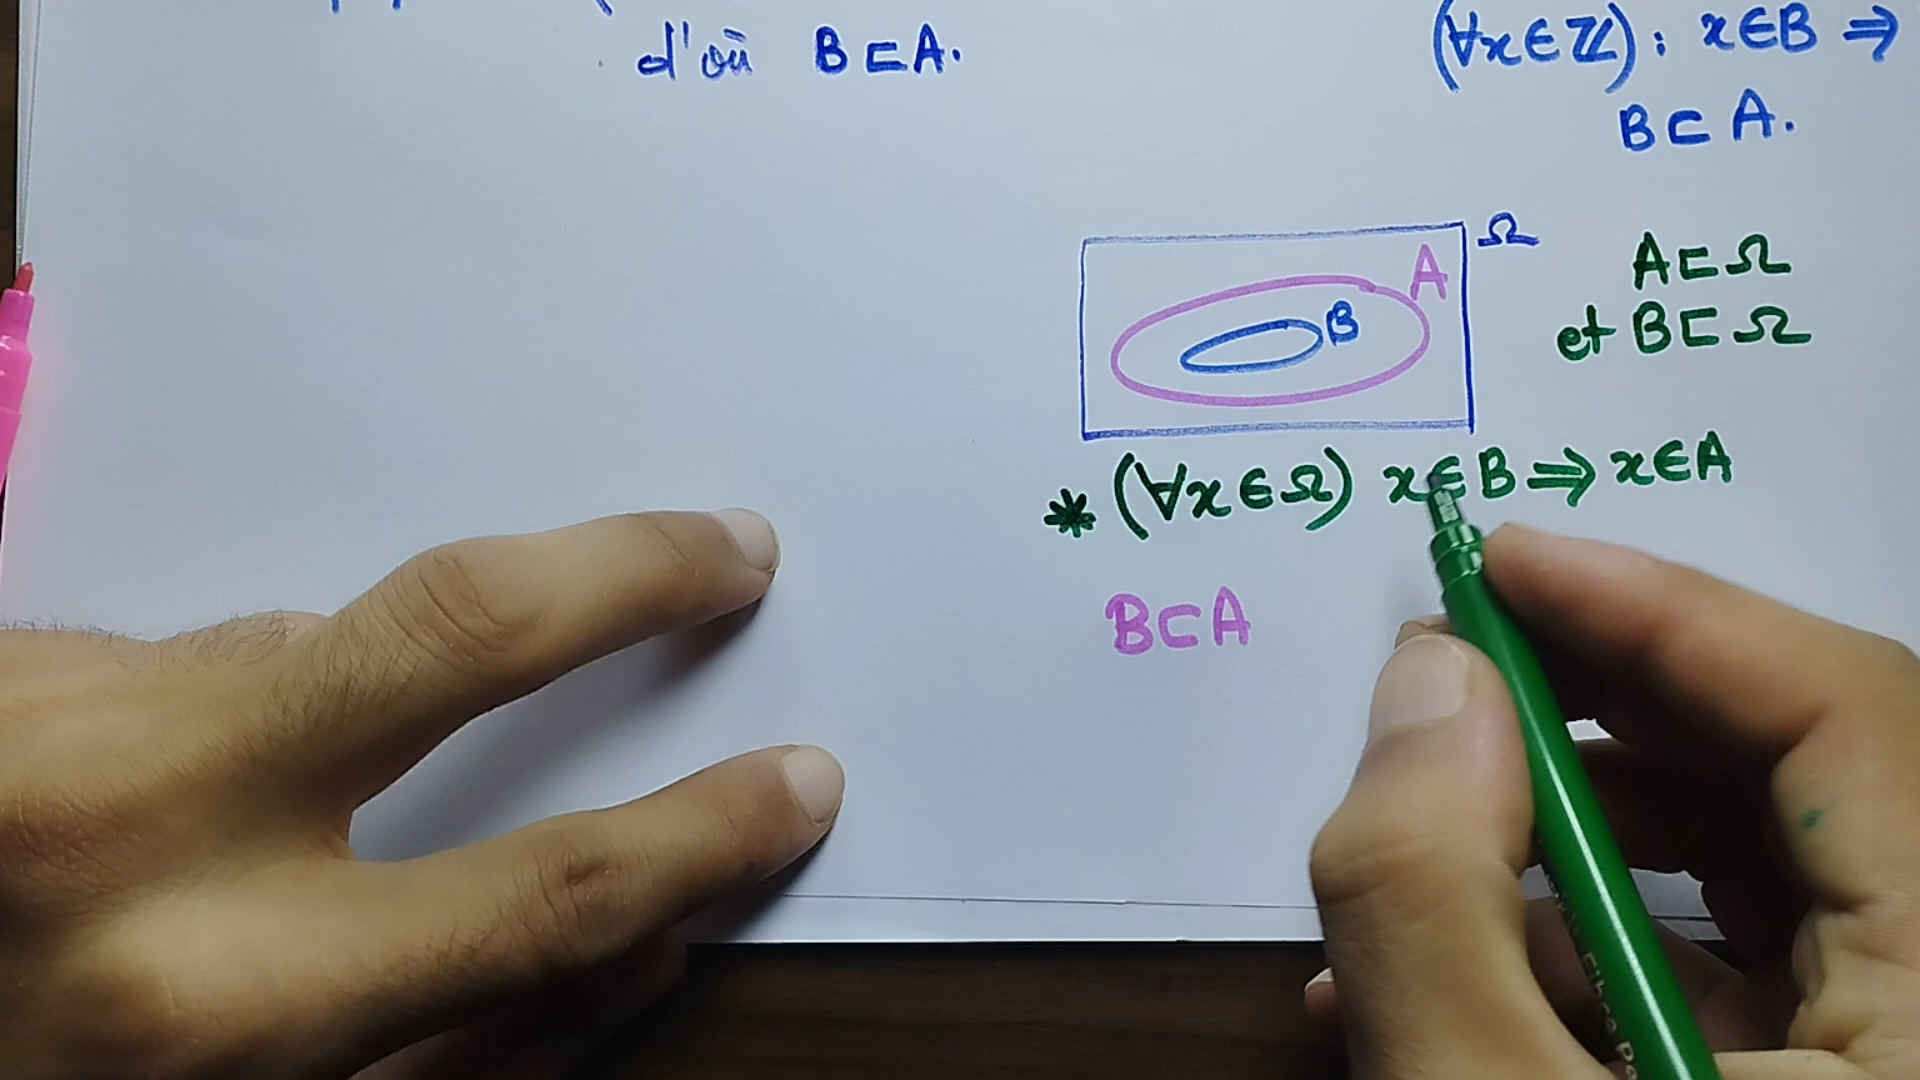 d'où B⊂A.
(∀x∈ℤ): x∈B ⇒
B⊂A.
Ω
A
B
A⊂Ω
et B⊂Ω
* (∀x∈Ω) x∈B ⇒ x∈A
B⊂A